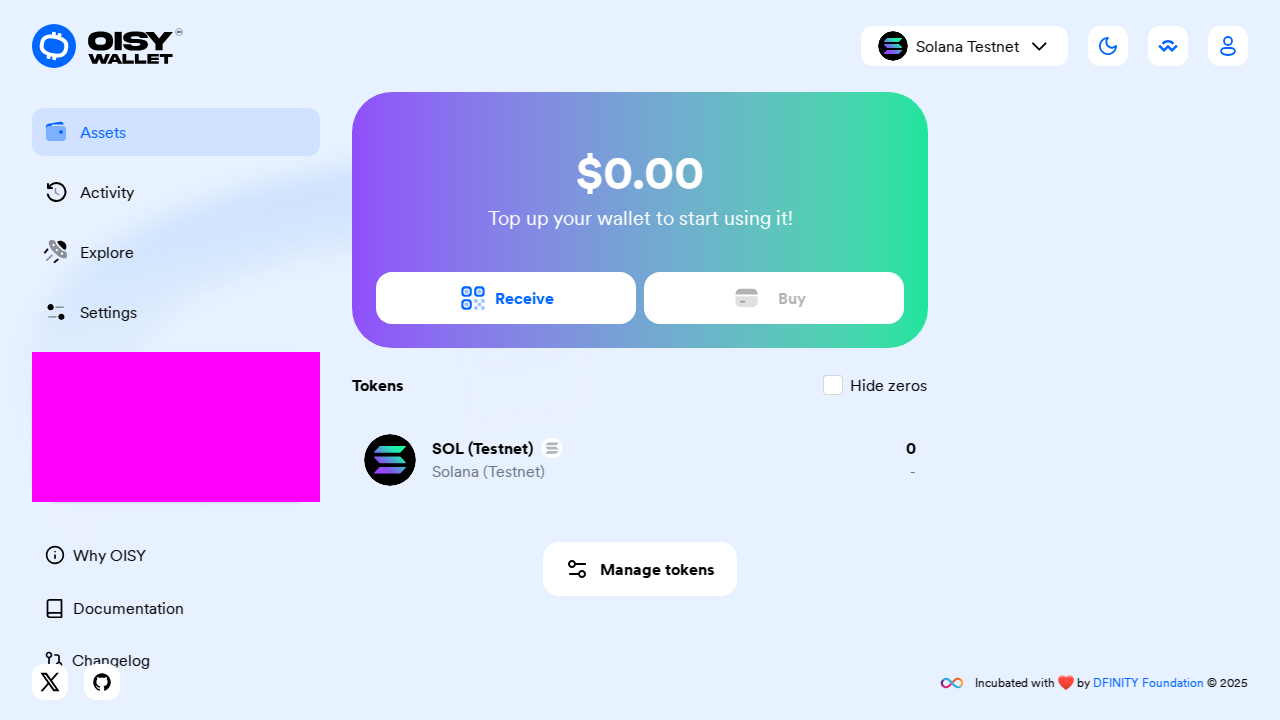 OISY
WALLET
Solana Testnet
Assets
Activity
Explore
Settings
$0.00
Top up your wallet to start using it!
Receive
Buy
Tokens
Hide zeros
SOL (Testnet)
0
Solana (Testnet)
-
Manage tokens
Why OISY
Documentation
Changelog
Incubated with ❤️ by DFINITY Foundation © 2025